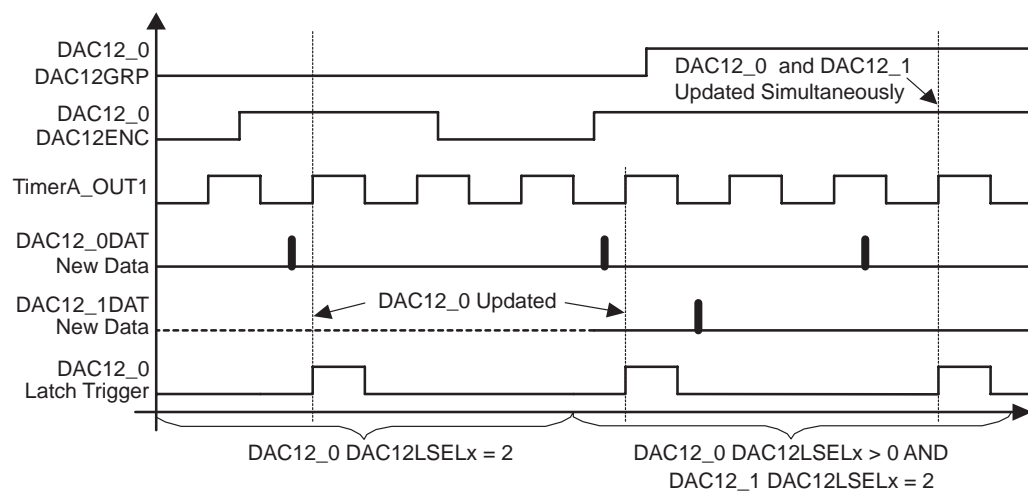 DAC12_0
DAC12GRP
DAC12_0 and DAC12_1
Updated Simultaneously
DAC12_0
DAC12ENC
TimerA_OUT1
DAC12_0DAT
New Data
DAC12_1DAT
New Data
DAC12_0 Updated
DAC12_0
Latch Trigger
DAC12_0 DAC12LSELx = 2
DAC12_0 DAC12LSELx > 0 AND
DAC12_1 DAC12LSELx = 2